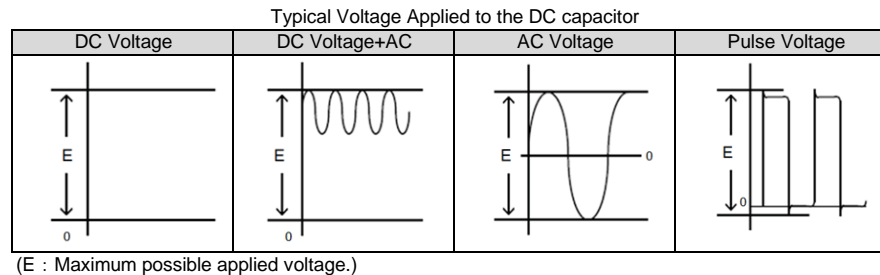 Typical Voltage Applied to the DC capacitor
DC Voltage DC Voltage+AC AC Voltage Pulse Voltage
E E E E
0 0 0 0
(E：Maximum possible applied voltage.)